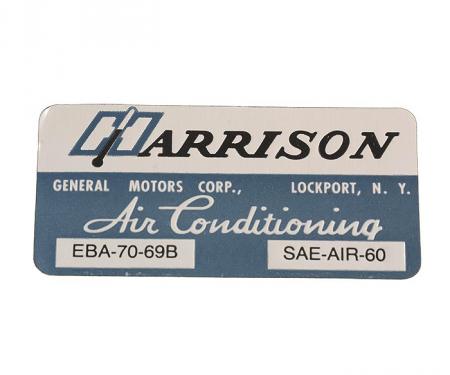 HARRISON
GENERAL MOTORS CORP., LOCKPORT, N. Y.
Air Conditioning
EBA-70-69B SAE-AIR-60